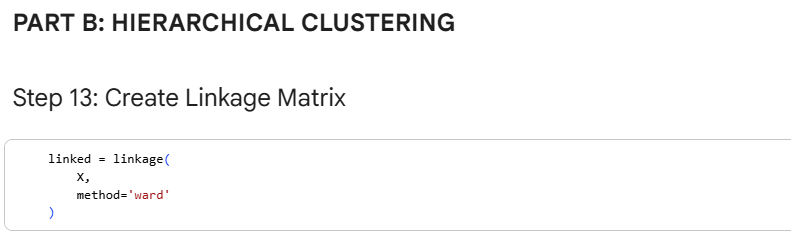 PART B: HIERARCHICAL CLUSTERING
Step 13: Create Linkage Matrix
linked = linkage(
    X,
    method='ward'
)